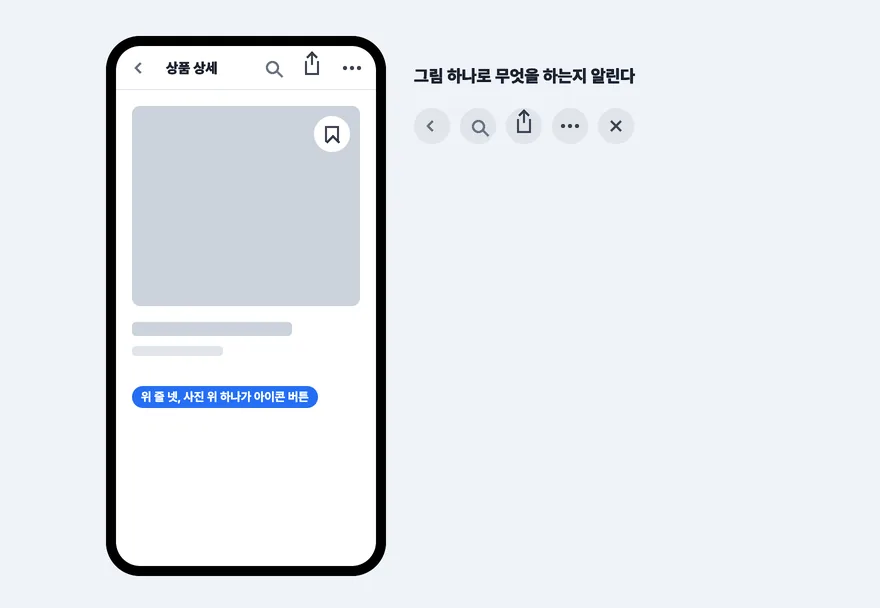 상품 상세
그림 하나로 무엇을 하는지 알린다
위 줄 넷, 사진 위 하나가 아이콘 버튼